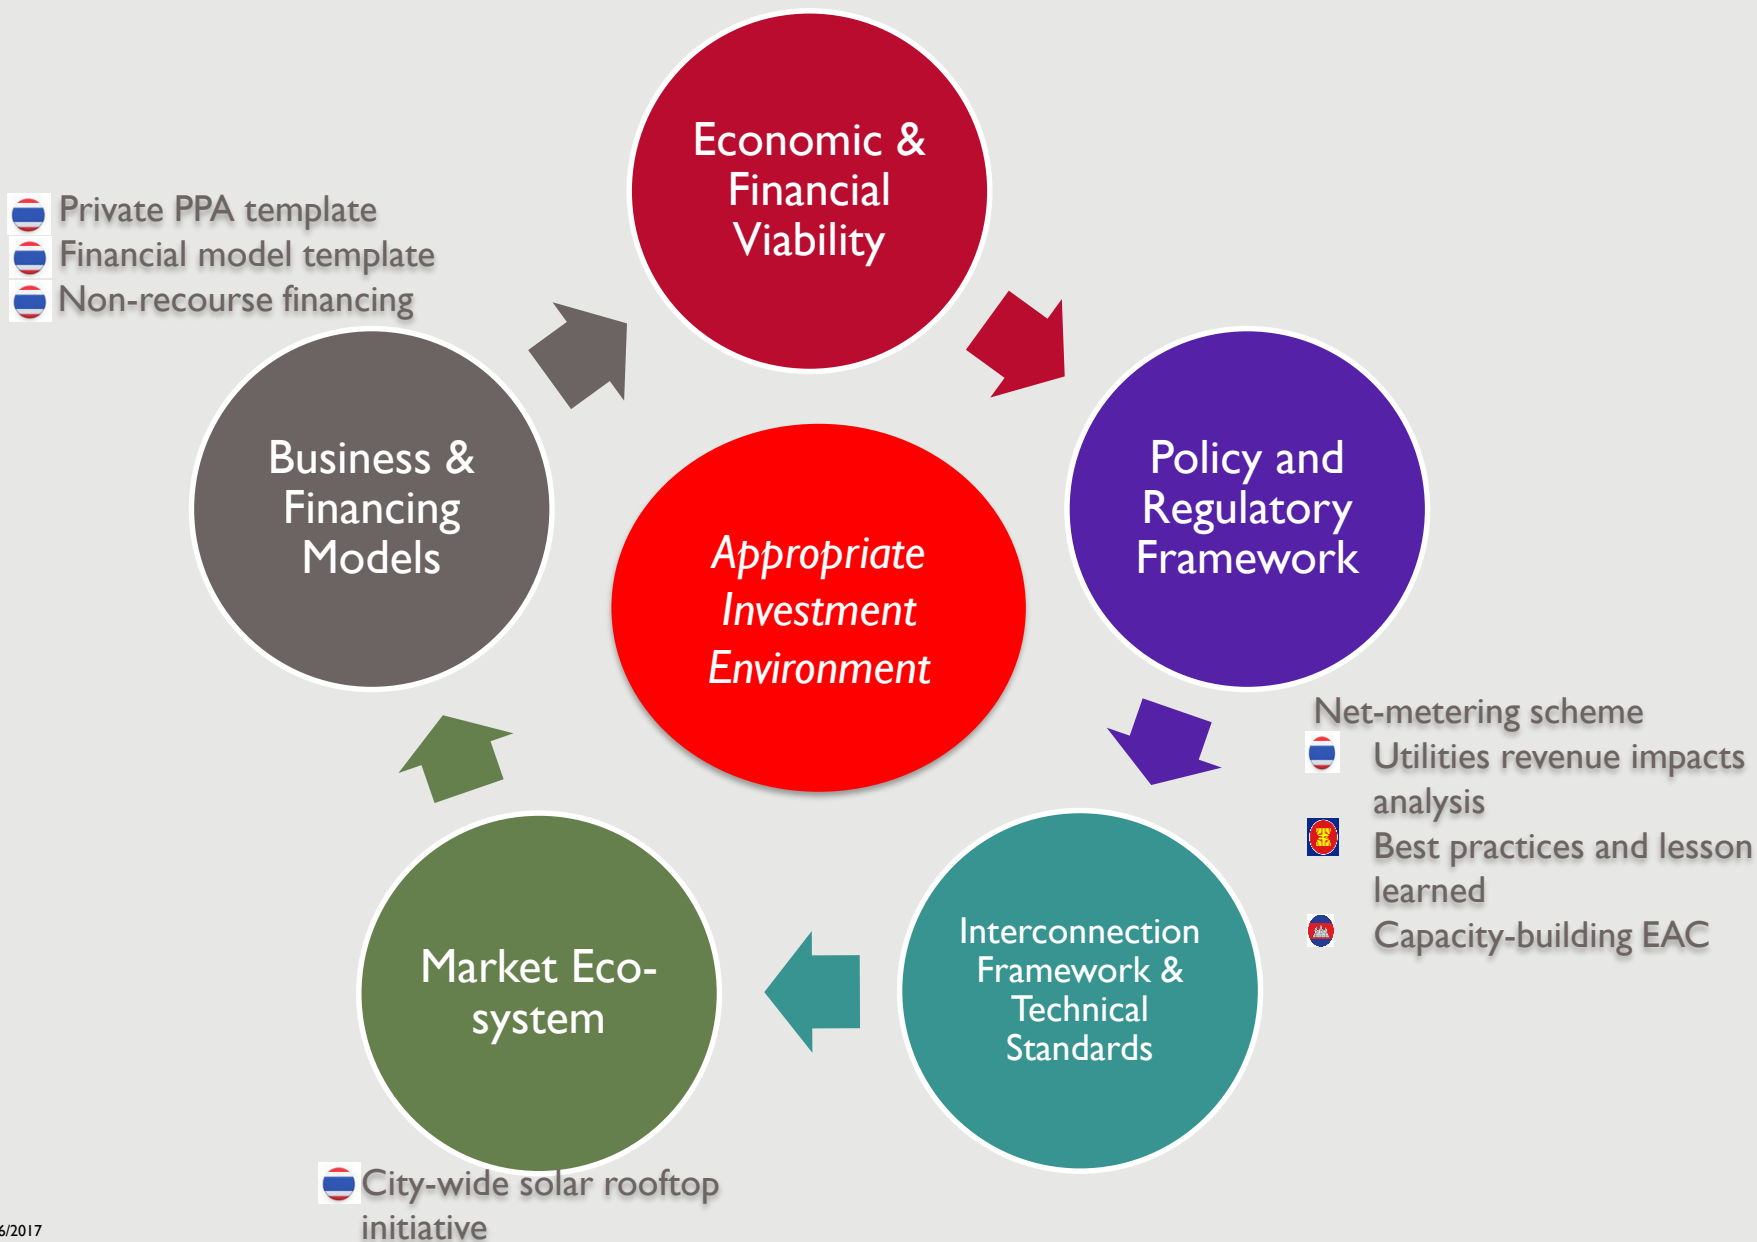 Economic &
Financial
Viability
Private PPA template
Financial model template
Non-recourse financing
Business &
Financing
Models
Policy and
Regulatory
Framework
Appropriate
Investment
Environment
Net-metering scheme
Utilities revenue impacts
analysis
Best practices and lesson
learned
Capacity-building EAC
Interconnection
Framework &
Technical
Standards
Market Eco-
system
City-wide solar rooftop
initiative
6/2017